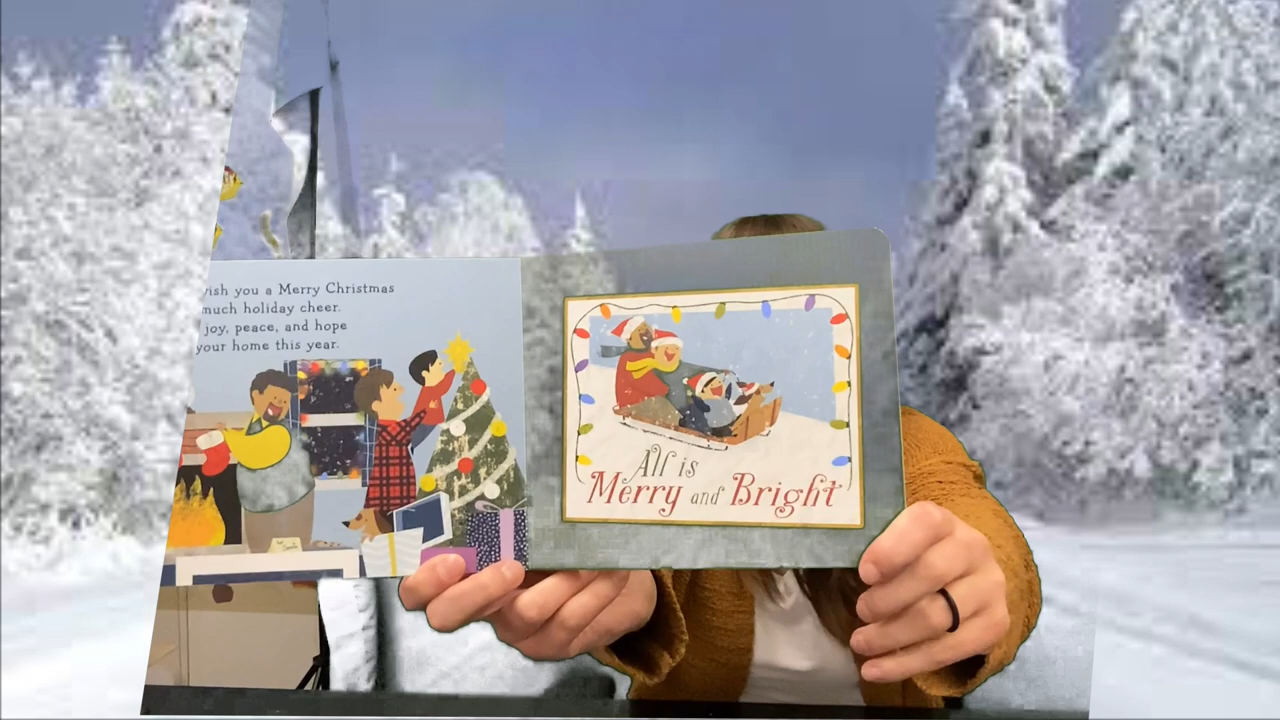 wish you a Merry Christmas
much holiday cheer.
joy, peace, and hope
your home this year.
All is
Merry and Bright